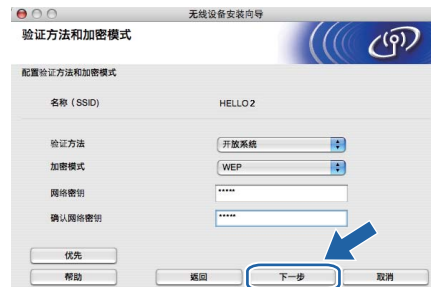 无线设备安装向导
验证方法和加密模式
配置验证方法和加密模式
名称（SSID) HELLO2
验证方法 开放系统
加密模式 WEP
网络密钥 *****
确认网络密钥 *****
优先
帮助 返回 下一步 取消